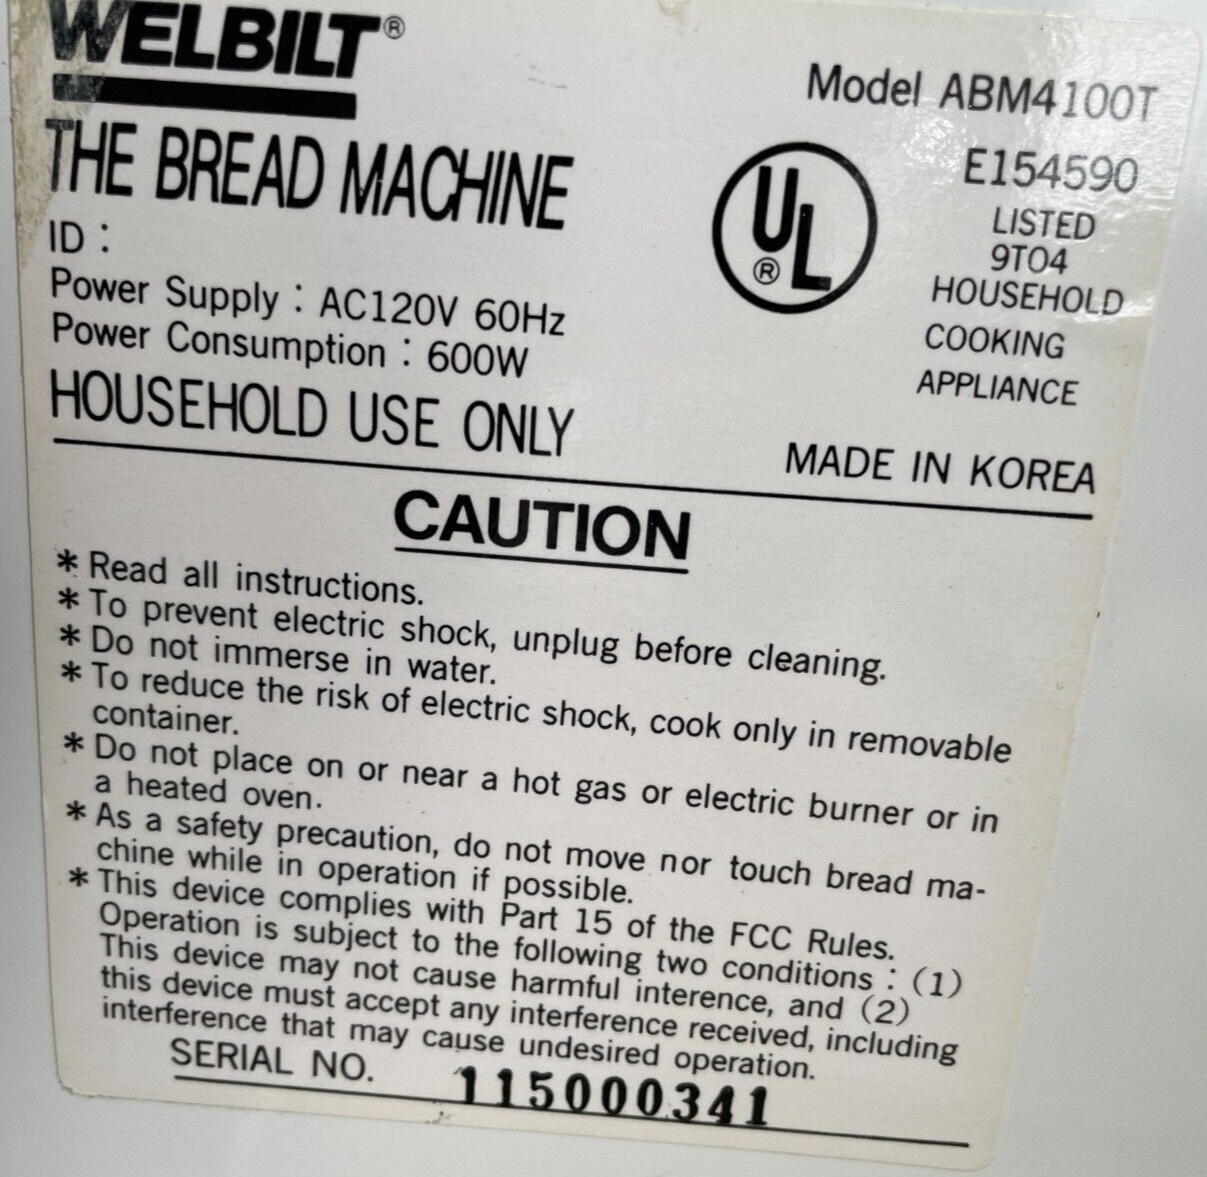 WELBILT®
Model ABM4100T
THE BREAD MACHINE
UL ®
E154590
LISTED
9T04
HOUSEHOLD
COOKING
APPLIANCE
ID :
Power Supply : AC120V 60Hz
Power Consumption : 600W
HOUSEHOLD USE ONLY
MADE IN KOREA
CAUTION
* Read all instructions.
* To prevent electric shock, unplug before cleaning.
* Do not immerse in water.
* To reduce the risk of electric shock, cook only in removable
container.
* Do not place on or near a hot gas or electric burner or in
a heated oven.
* As a safety precaution, do not move nor touch bread ma-
chine while in operation if possible.
* This device complies with Part 15 of the FCC Rules.
Operation is subject to the following two conditions : (1)
This device may not cause harmful interence, and (2)
this device must accept any interference received, including
interference that may cause undesired operation.
SERIAL NO. 115000341